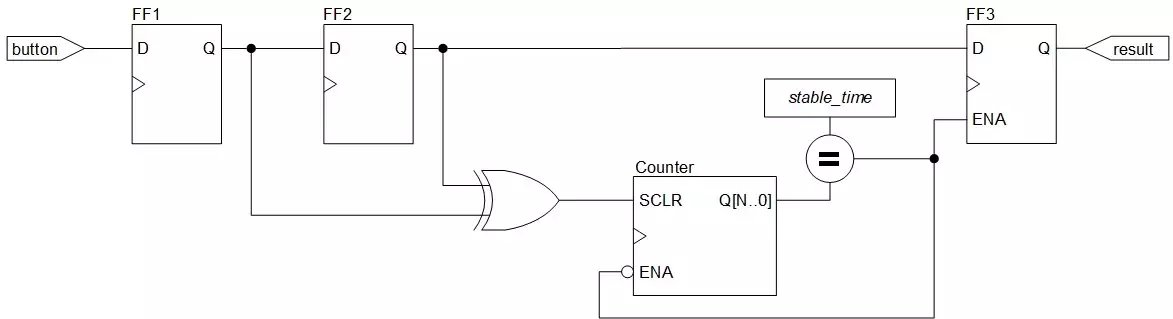 FF1 FF2 FF3
button D Q D Q D Q result
stable_time
ENA
=
Counter
SCLR Q[N..0]
ENA